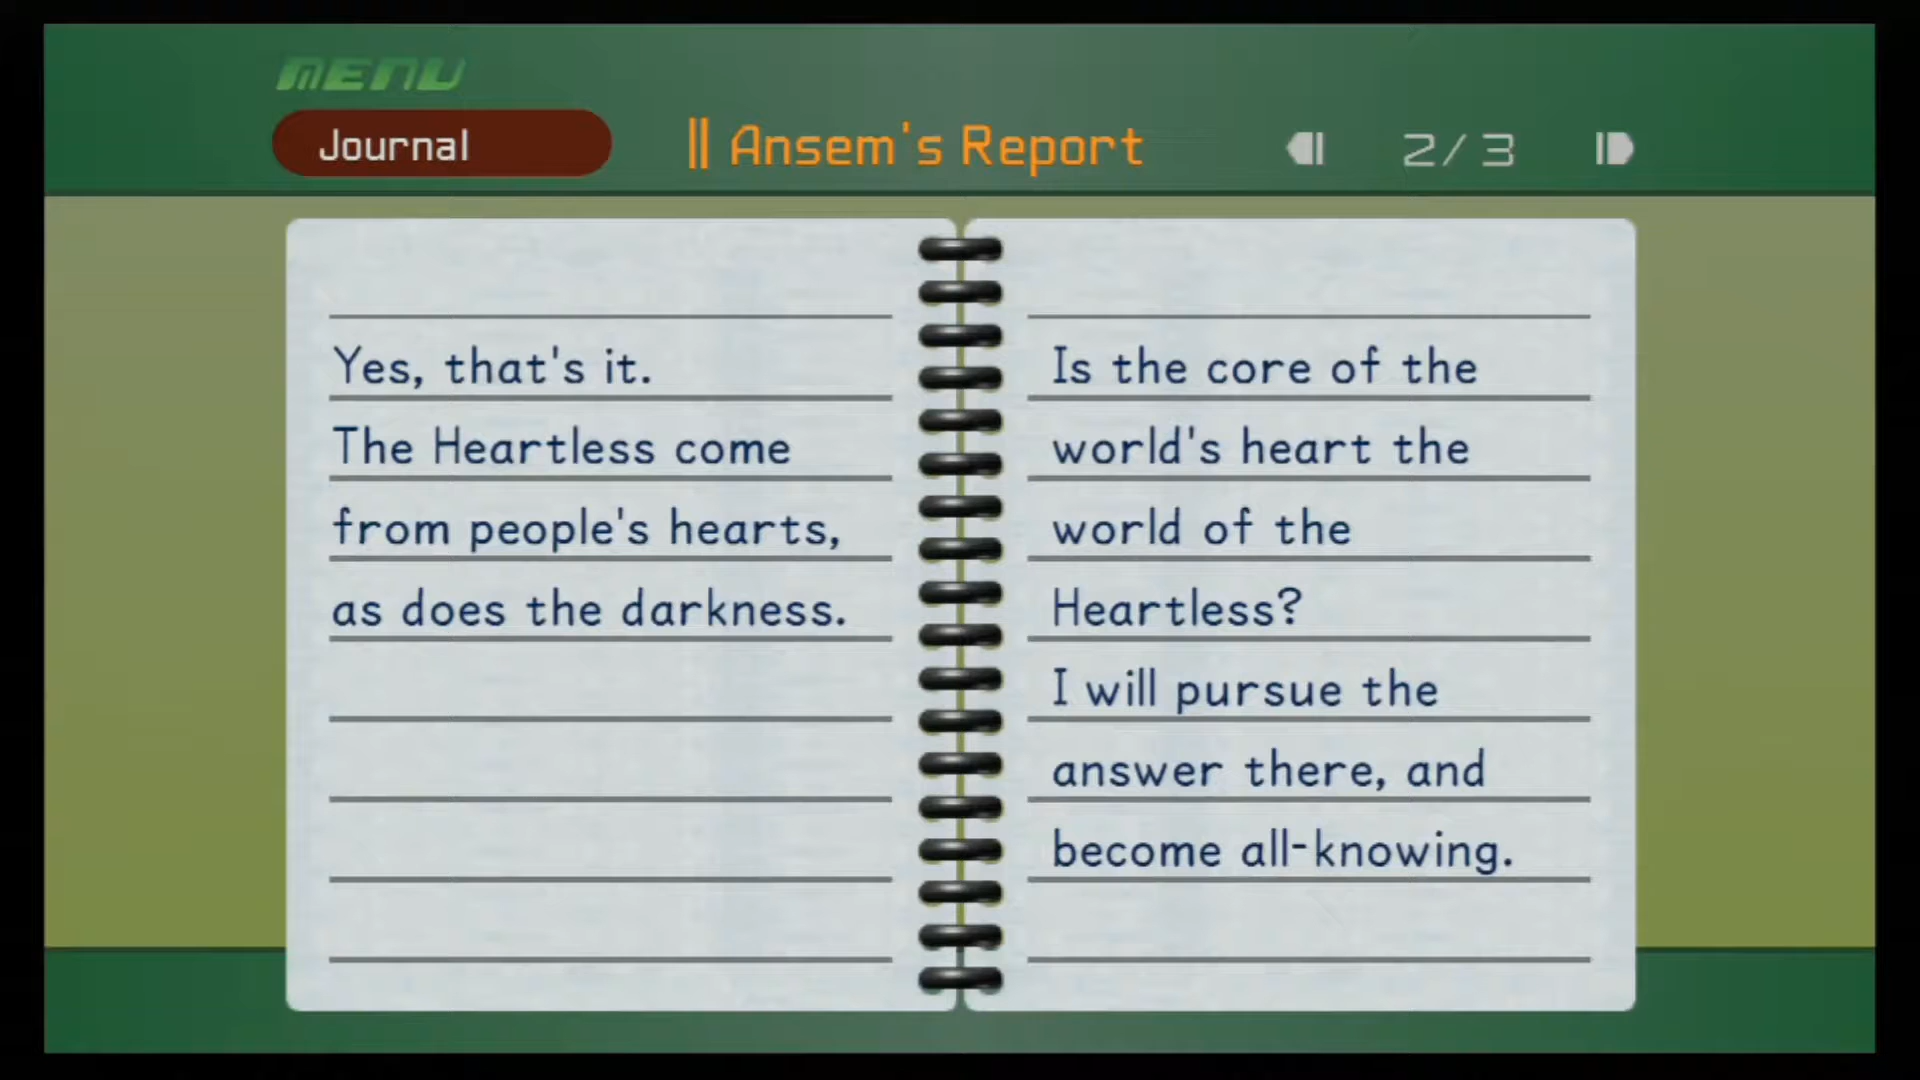 MENU
Journal
Ansem's Report
2/3
Yes, that's it.
The Heartless come
from people's hearts,
as does the darkness.
Is the core of the
world's heart the
world of the
Heartless?
I will pursue the
answer there, and
become all-knowing.